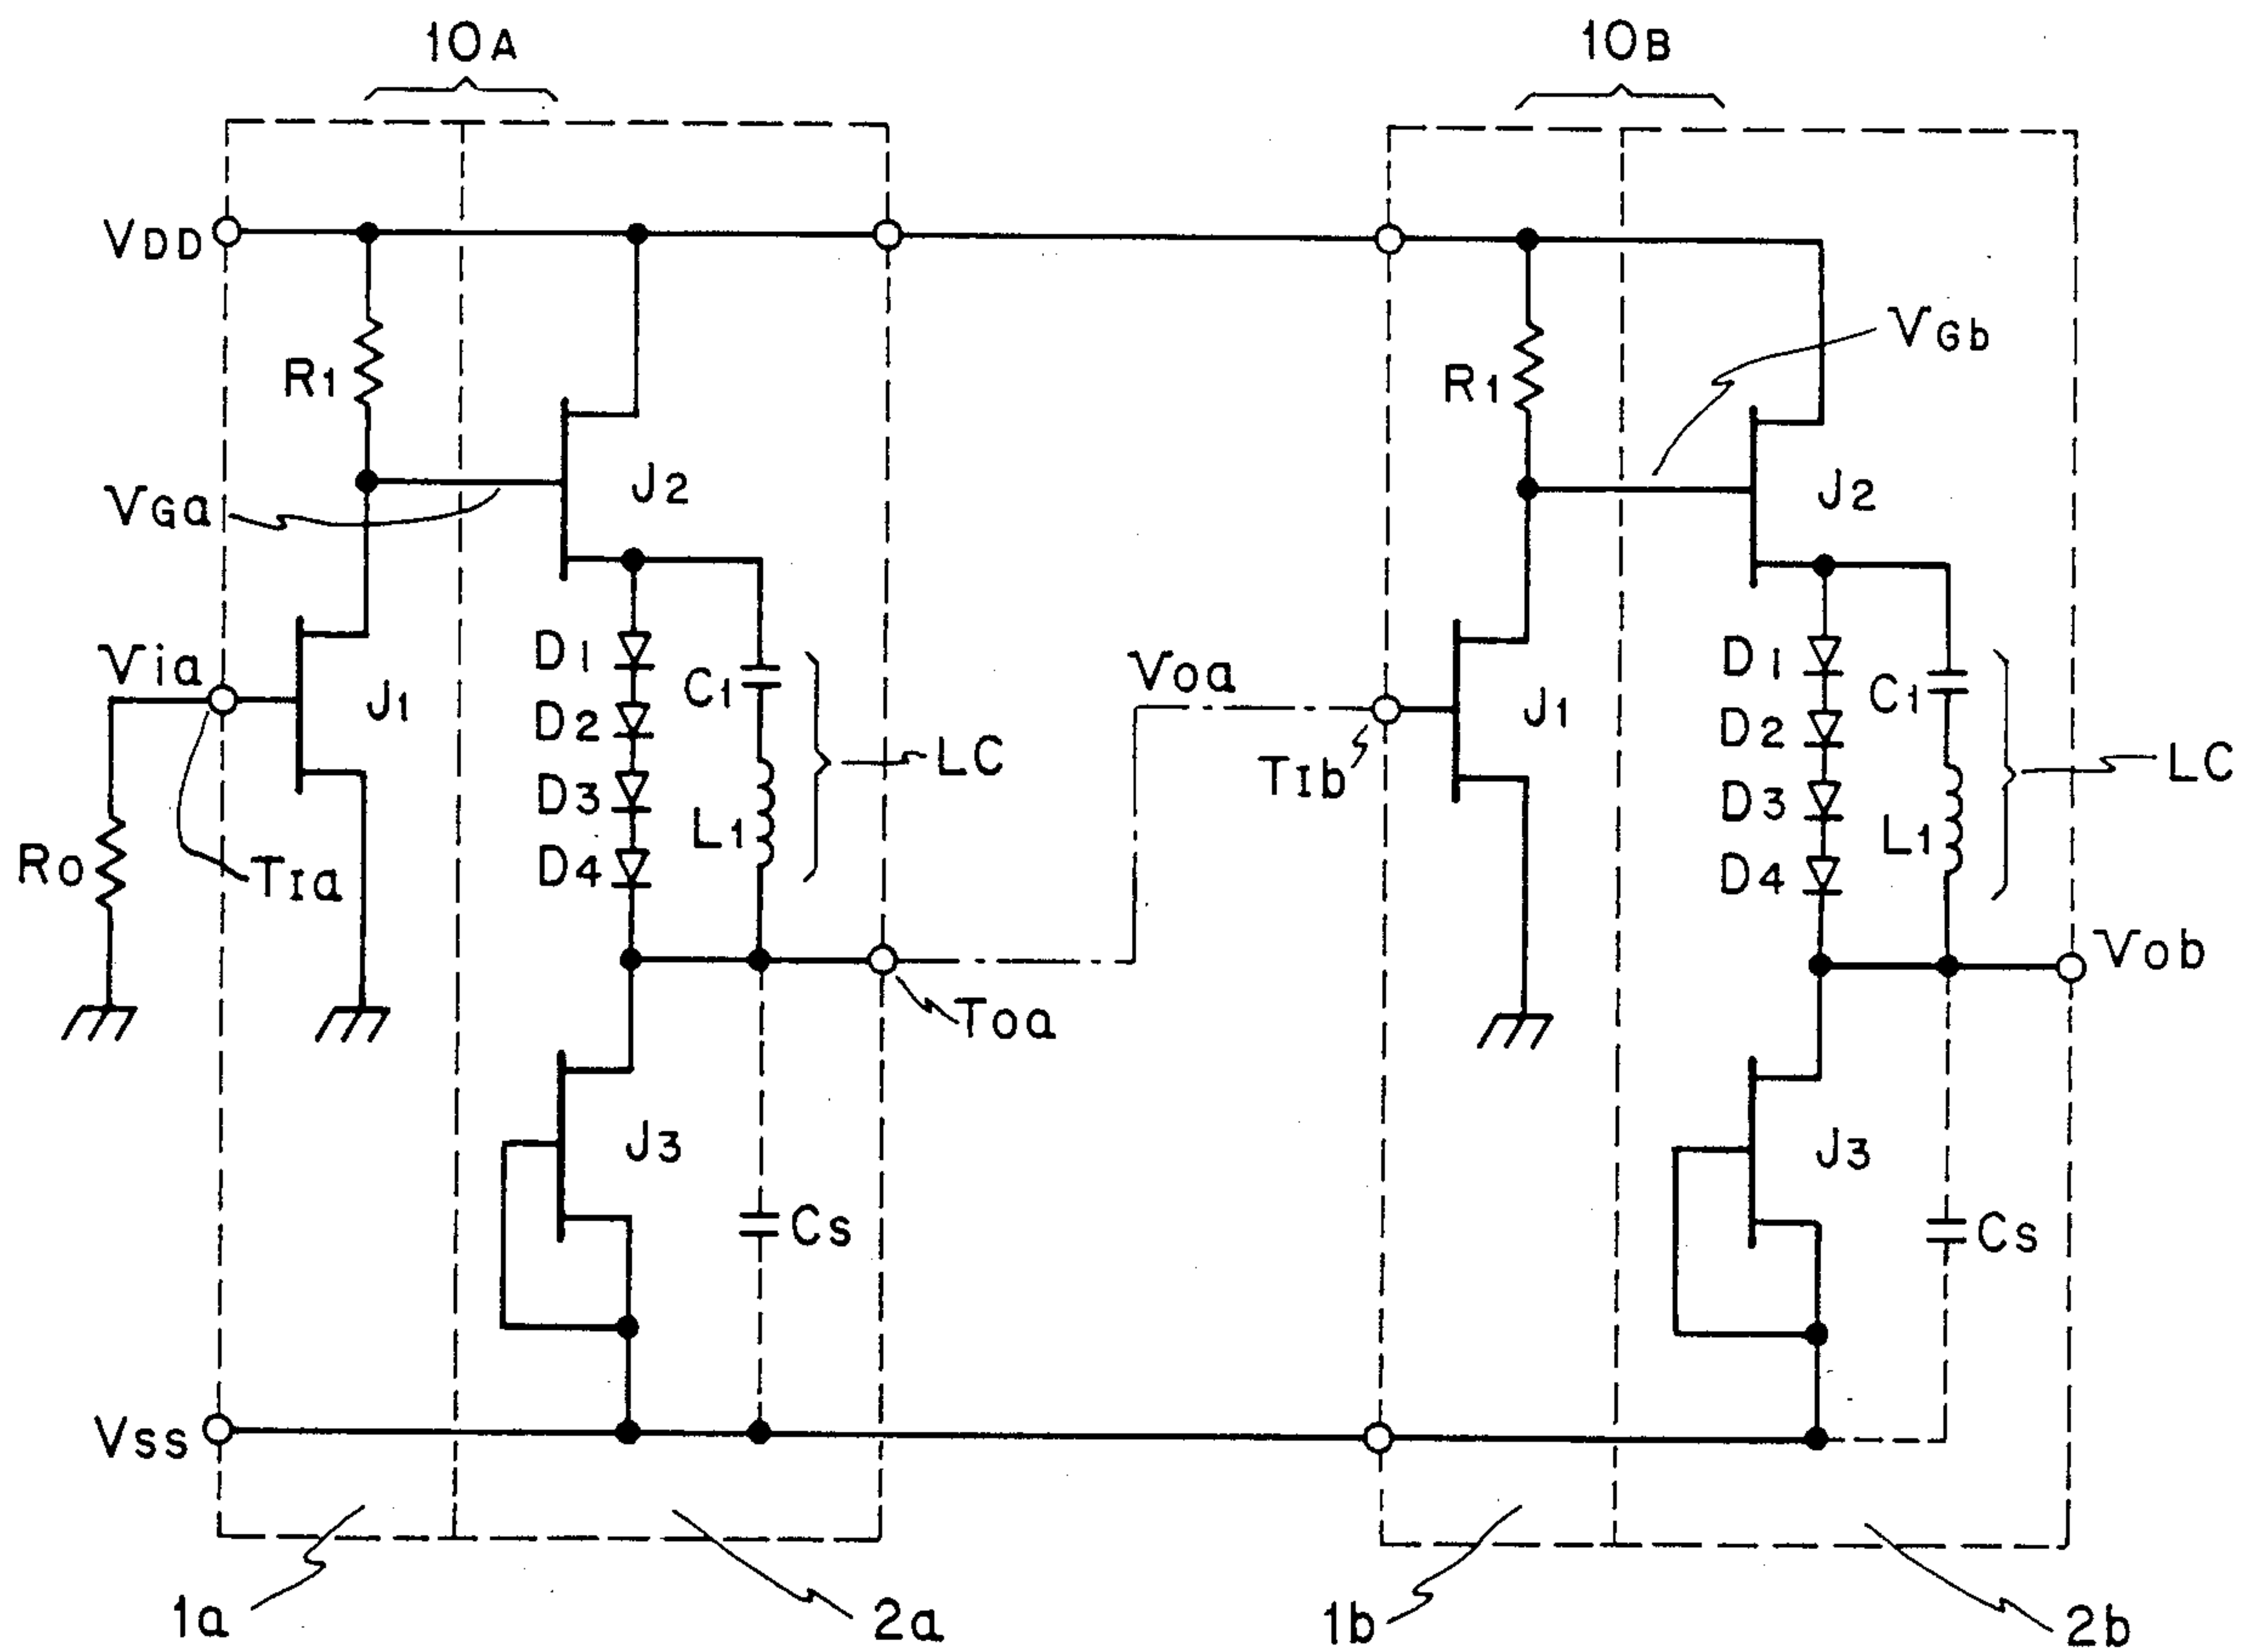 10A
10B
VDD
R1
R1
VGb
VGa
J2
J2
Via
J1
D1
C1
D2
D3
L1
D4
LC
Voa
TIb
J1
D1
C1
D2
D3
L1
D4
LC
Ro
TIa
Toa
Vob
J3
J3
Cs
Cs
Vss
1a
2a
1b
2b